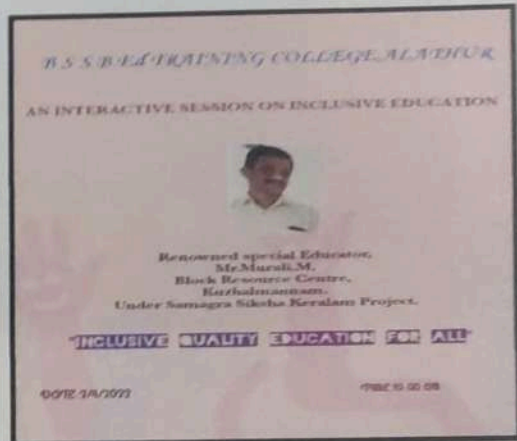 B S S B.Ed TRAINING COLLEGE, ALATHUR
AN INTERACTIVE SESSION ON INCLUSIVE EDUCATION
Renowned special Educator,
Mr.Murali.M,
Block Resource Centre,
Kuzhalmannam,
Under Samagra Siksha Keralam Project.
"INCLUSIVE QUALITY EDUCATION FOR ALL"